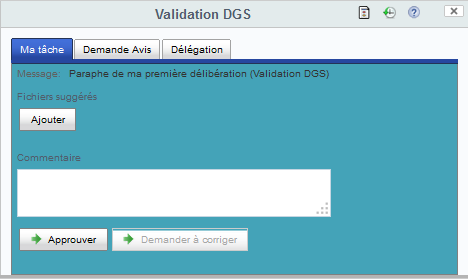 Validation DGS
Ma tâche
Demande Avis
Délégation
Message: Paraphe de ma première délibération (Validation DGS)
Fichiers suggérés
Ajouter
Commentaire
Approuver
Demander à corriger